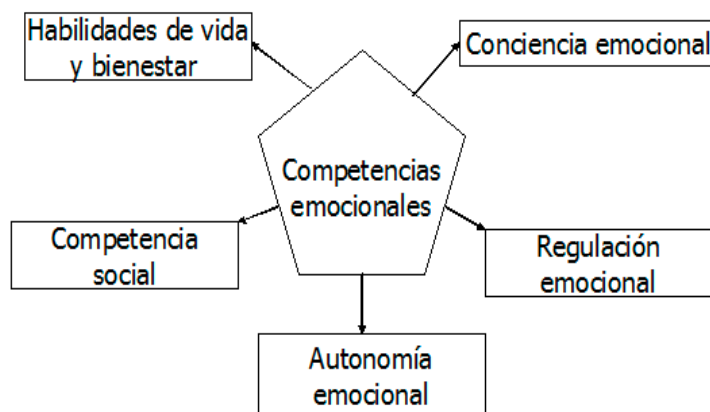 Habilidades de vida
y bienestar
Conciencia emocional
Competencias
emocionales
Competencia
social
Regulación
emocional
Autonomía
emocional